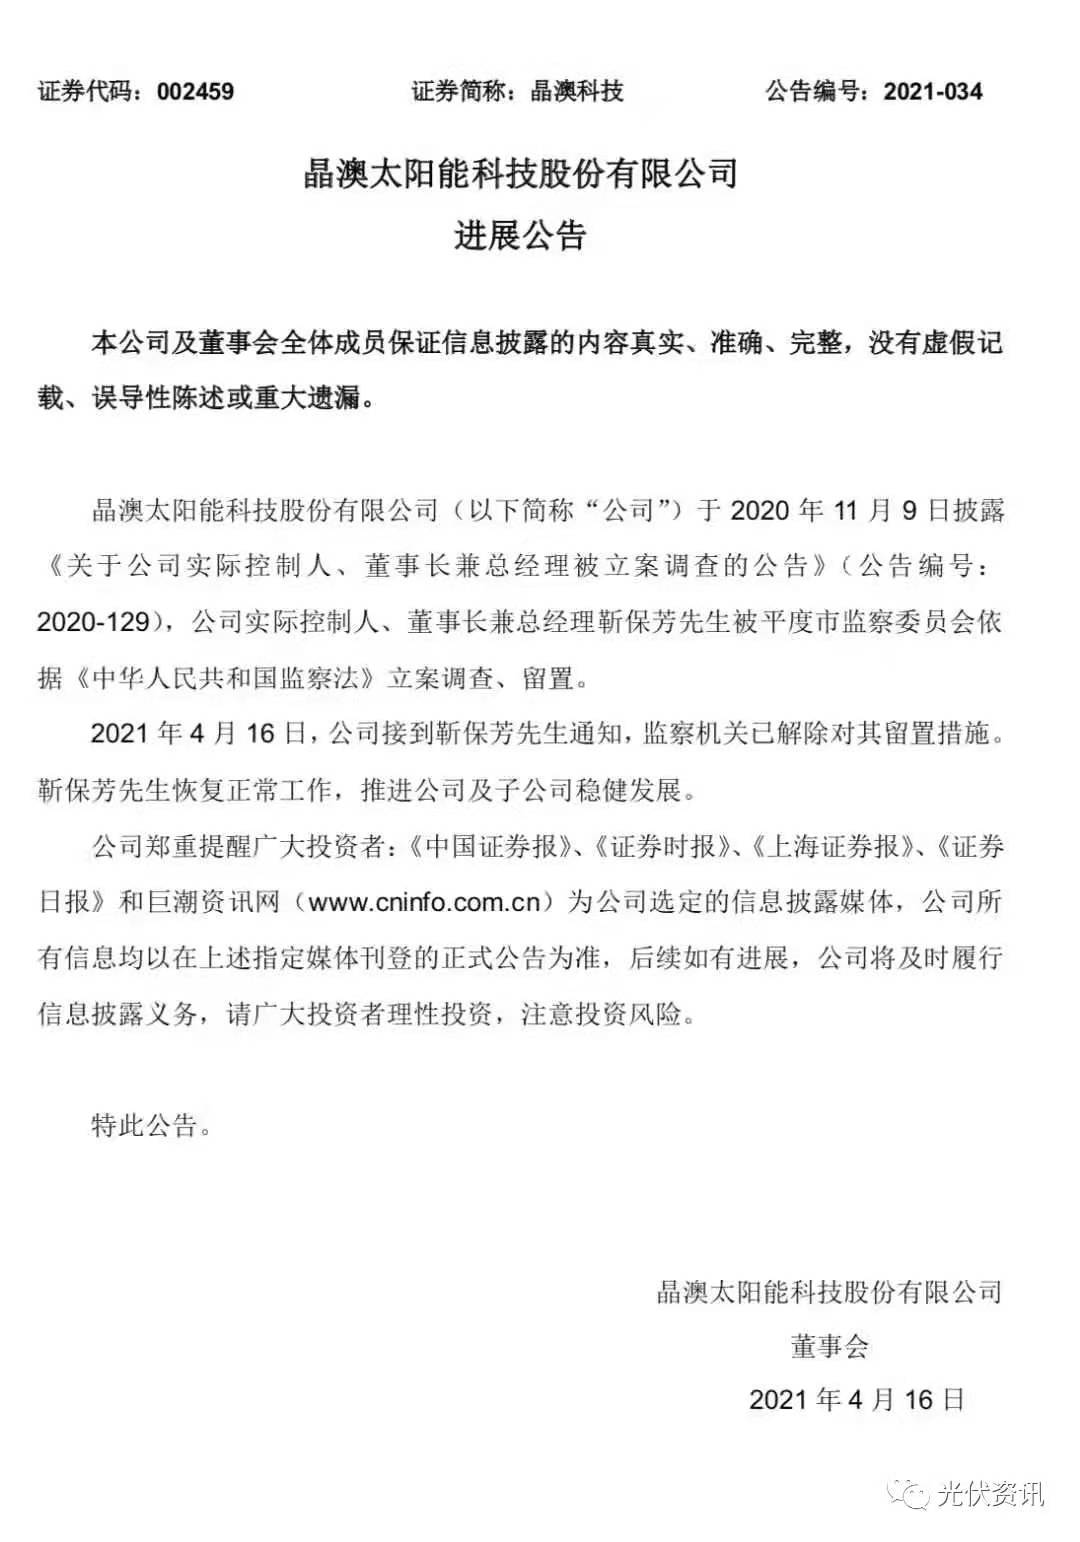 证券代码：002459 证券简称：晶澳科技 公告编号：2021-034
晶澳太阳能科技股份有限公司
进展公告
本公司及董事会全体成员保证信息披露的内容真实、准确、完整，没有虚假记
载、误导性陈述或重大遗漏。
晶澳太阳能科技股份有限公司（以下简称“公司”）于 2020 年 11 月 9 日披露
《关于公司实际控制人、董事长兼总经理被立案调查的公告》（公告编号：
2020-129），公司实际控制人、董事长兼总经理靳保芳先生被平度市监察委员会依
据《中华人民共和国监察法》立案调查、留置。
2021 年 4 月 16 日，公司接到靳保芳先生通知，监察机关已解除对其留置措施。
靳保芳先生恢复正常工作，推进公司及子公司稳健发展。
公司郑重提醒广大投资者：《中国证券报》、《证券时报》、《上海证券报》、《证券
日报》和巨潮资讯网（www.cninfo.com.cn）为公司选定的信息披露媒体，公司所
有信息均以在上述指定媒体刊登的正式公告为准，后续如有进展，公司将及时履行
信息披露义务，请广大投资者理性投资，注意投资风险。
特此公告。
晶澳太阳能科技股份有限公司
董事会
2021 年 4 月 16 日
光伏资讯